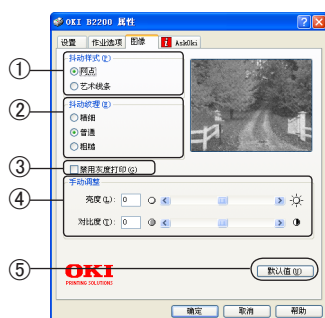 OKI B2200 属性
设置 作业选项 图像 i AskOki
① 抖动样式(P)
网点
艺术线条
② 抖动纹理(g)
精细
普通
粗糙
③ 禁用灰度打印(G)
④ 手动调整
亮度(L): 0
对比度(T): 0
OKI
PRINTING SOLUTIONS
⑤ 默认值(V)
确定 取消 帮助